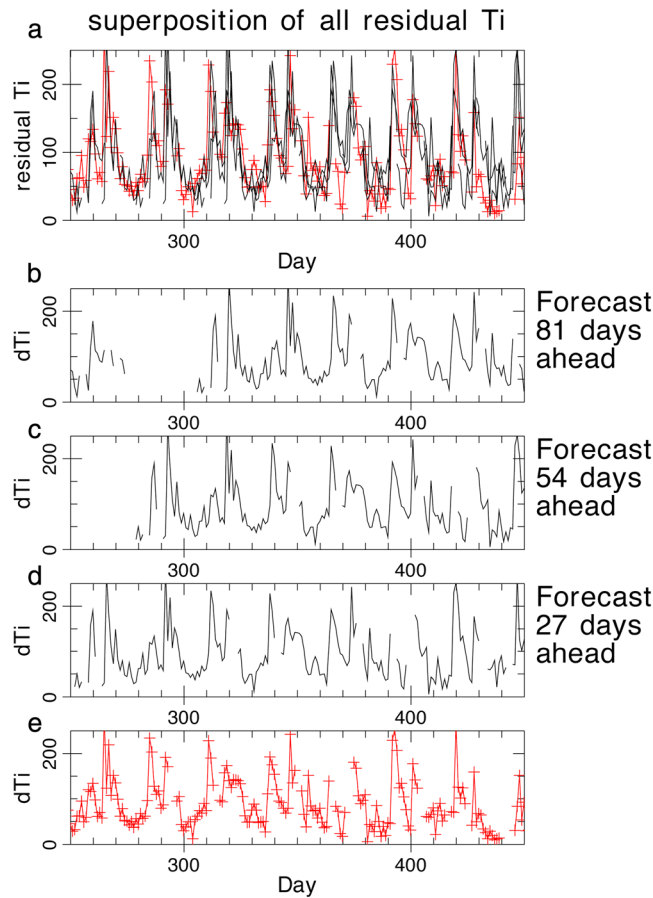 superposition of all residual Ti
a
200
100
0
residual Ti
300
400
Day
b
200
0
dTi
300
400
Forecast
81 days
ahead
c
200
0
dTi
300
400
Forecast
54 days
ahead
d
200
0
dTi
300
400
Forecast
27 days
ahead
e
200
0
dTi
300
400
Day